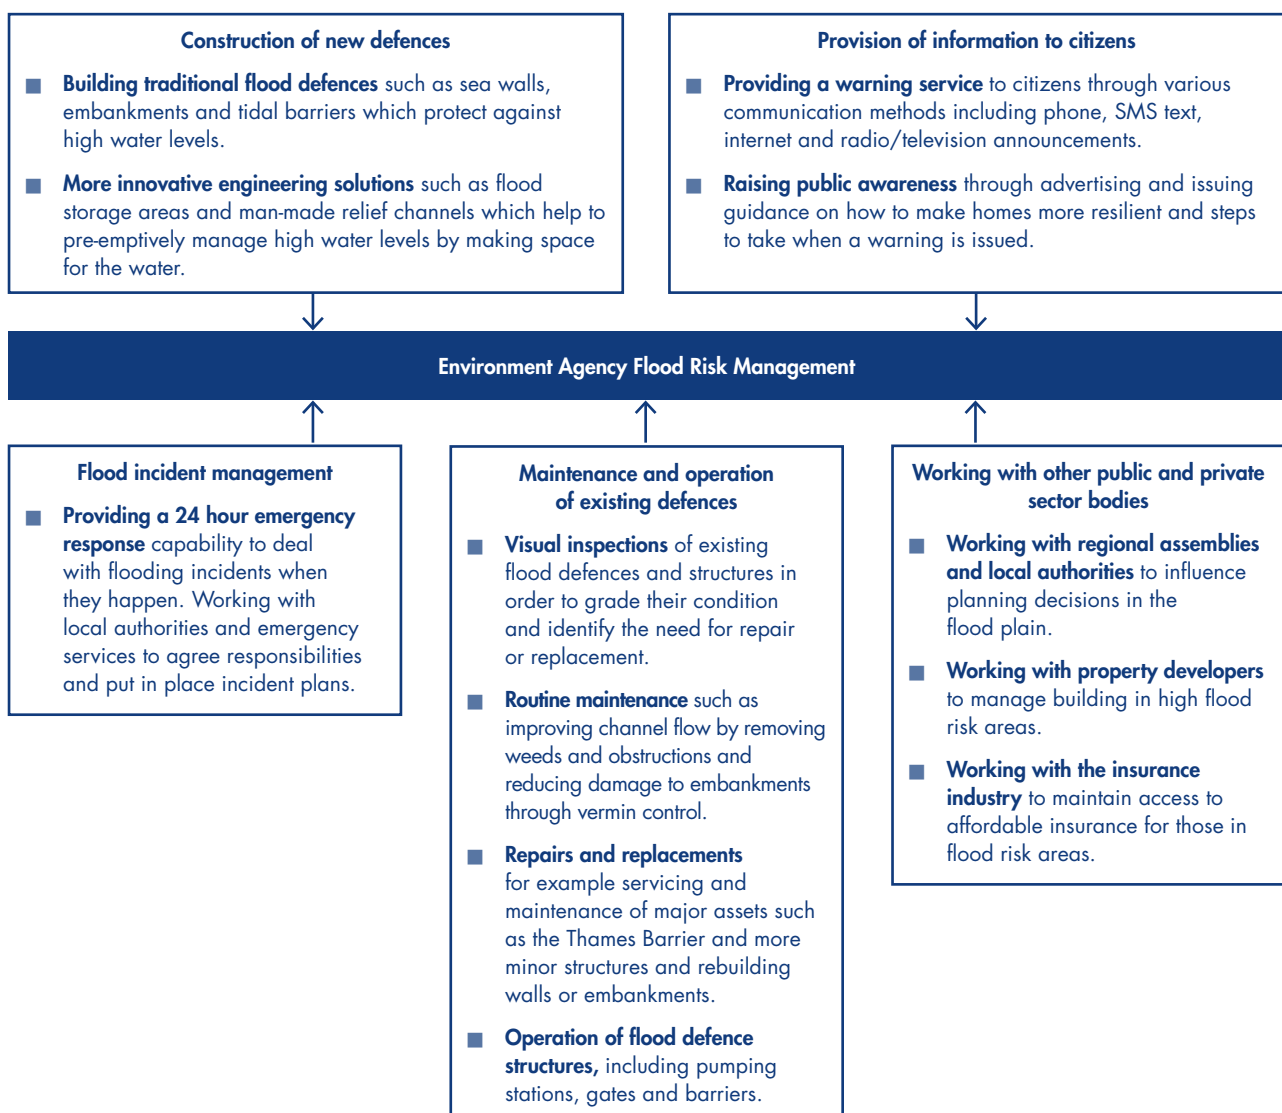 Construction of new defences
Building traditional flood defences such as sea walls,
embankments and tidal barriers which protect against
high water levels.
More innovative engineering solutions such as flood
storage areas and man-made relief channels which help to
pre-emptively manage high water levels by making space
for the water.
Provision of information to citizens
Providing a warning service to citizens through various
communication methods including phone, SMS text,
internet and radio/television announcements.
Raising public awareness through advertising and issuing
guidance on how to make homes more resilient and steps
to take when a warning is issued.
Environment Agency Flood Risk Management
Flood incident management
Providing a 24 hour emergency
response capability to deal
with flooding incidents when
they happen. Working with
local authorities and emergency
services to agree responsibilities
and put in place incident plans.
Maintenance and operation
of existing defences
Visual inspections of existing
flood defences and structures in
order to grade their condition
and identify the need for repair
or replacement.
Routine maintenance such as
improving channel flow by removing
weeds and obstructions and
reducing damage to embankments
through vermin control.
Repairs and replacements
for example servicing and
maintenance of major assets such
as the Thames Barrier and more
minor structures and rebuilding
walls or embankments.
Operation of flood defence
structures, including pumping
stations, gates and barriers.
Working with other public and private
sector bodies
Working with regional assemblies
and local authorities to influence
planning decisions in the
flood plain.
Working with property developers
to manage building in high flood
risk areas.
Working with the insurance
industry to maintain access to
affordable insurance for those in
flood risk areas.